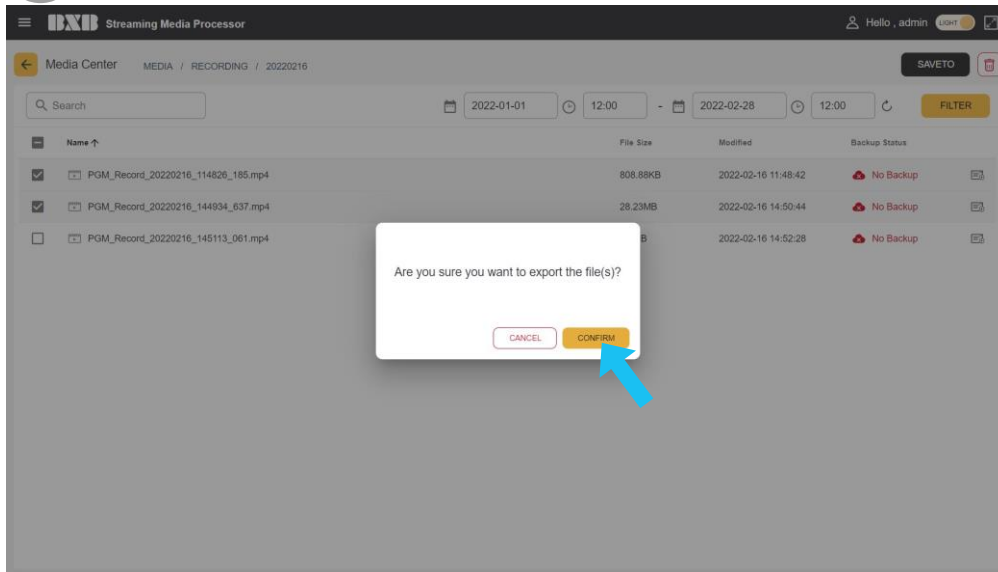 BXB Streaming Media Processor Hello , admin LIGHT
Media Center MEDIA / RECORDING / 20220216 SAVETO
Search 2022-01-01 12:00 - 2022-02-28 12:00 FILTER
Name File Size Modified Backup Status
PGM_Record_20220216_114826_185.mp4 808.88KB 2022-02-16 11:48:42 No Backup
PGM_Record_20220216_144934_637.mp4 28.23MB 2022-02-16 14:50:44 No Backup
PGM_Record_20220216_145113_061.mp4 B 2022-02-16 14:52:28 No Backup
Are you sure you want to export the file(s)?
CANCEL CONFIRM